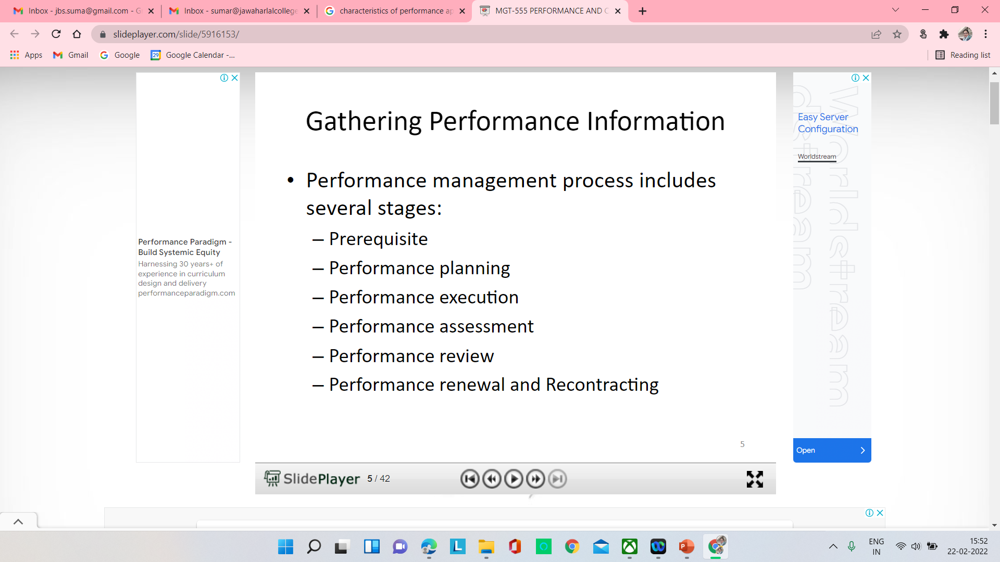 Inbox - jbs.suma@gmail.com - G
Inbox - sumar@jawaharlalcollege
characteristics of performance ap
MGT-555 PERFORMANCE AND C
slideplayer.com/slide/5916153/
Apps
Gmail
Google
Google Calendar -...
Reading list
Gathering Performance Information
• Performance management process includes
several stages:
– Prerequisite
– Performance planning
– Performance execution
– Performance assessment
– Performance review
– Performance renewal and Recontracting
5
Performance Paradigm -
Build Systemic Equity
Harnessing 30 years+ of
experience in curriculum
design and delivery
performanceparadigm.com
Easy Server
Configuration
Worldstream
Worldstream
Open
SlidePlayer 5 / 42
ENG
IN
15:52
22-02-2022